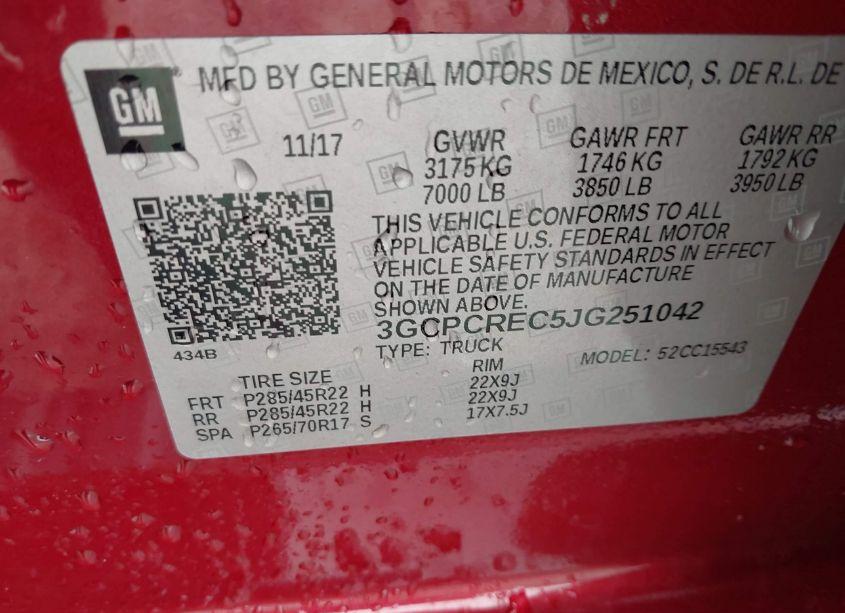 GM
MFD BY GENERAL MOTORS DE MEXICO, S. DE R.L. DE
11/17
GVWR GAWR FRT GAWR RR
3175 KG 1746 KG 1792 KG
7000 LB 3850 LB 3950 LB
THIS VEHICLE CONFORMS TO ALL
APPLICABLE U.S. FEDERAL MOTOR
VEHICLE SAFETY STANDARDS IN EFFECT
ON THE DATE OF MANUFACTURE
SHOWN ABOVE.
3GCPCREC5JG251042
434B
TYPE: TRUCK MODEL: 52CC15543
TIRE SIZE RIM
FRT P285/45R22 H 22X9J
RR P285/45R22 H 22X9J
SPA P265/70R17 S 17X7.5J